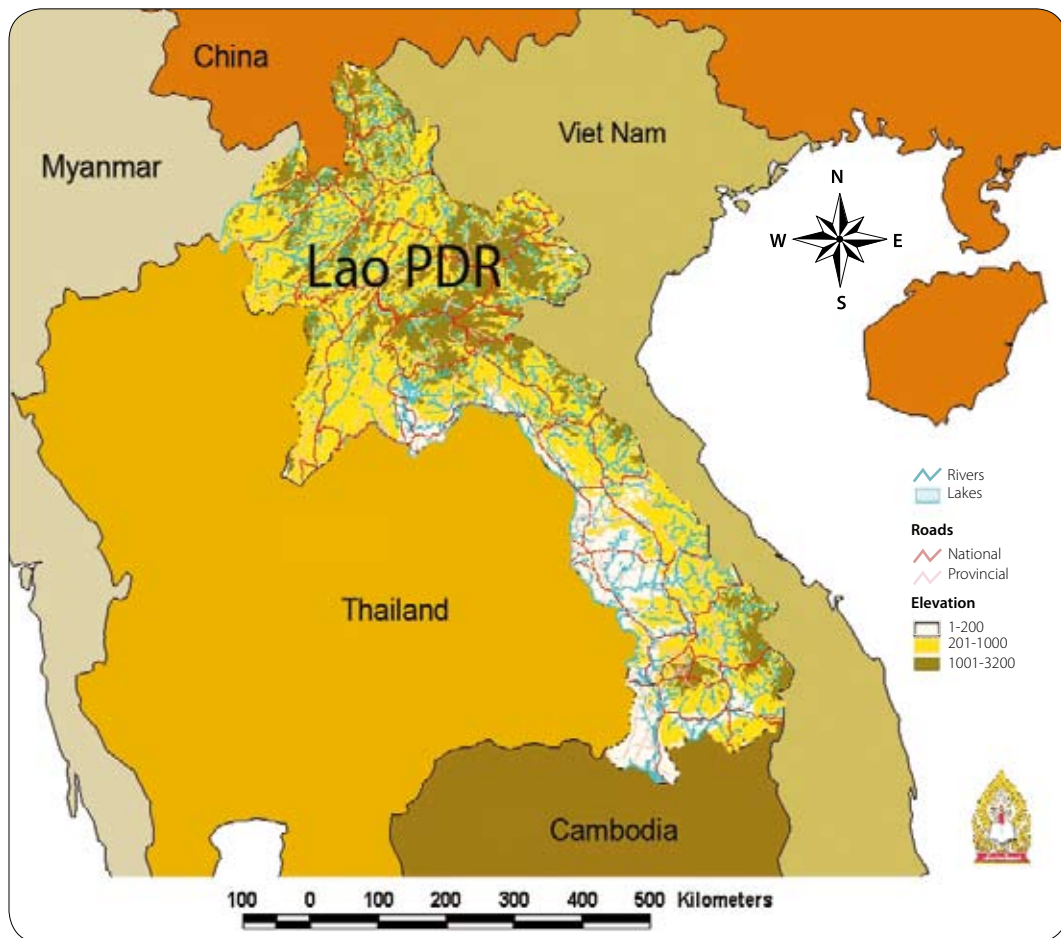 China
Myanmar
Viet Nam
N
W E
S
Lao PDR
Rivers
Lakes
Roads
National
Provincial
Elevation
1-200
201-1000
1001-3200
Thailand
Cambodia
100 0 100 200 300 400 500 Kilometers